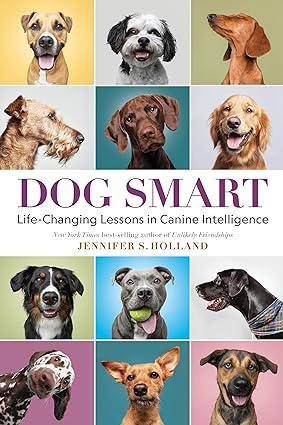 DOG SMART
Life-Changing Lessons in Canine Intelligence
New York Times best-selling author of Unlikely Friendships
JENNIFER S. HOLLAND